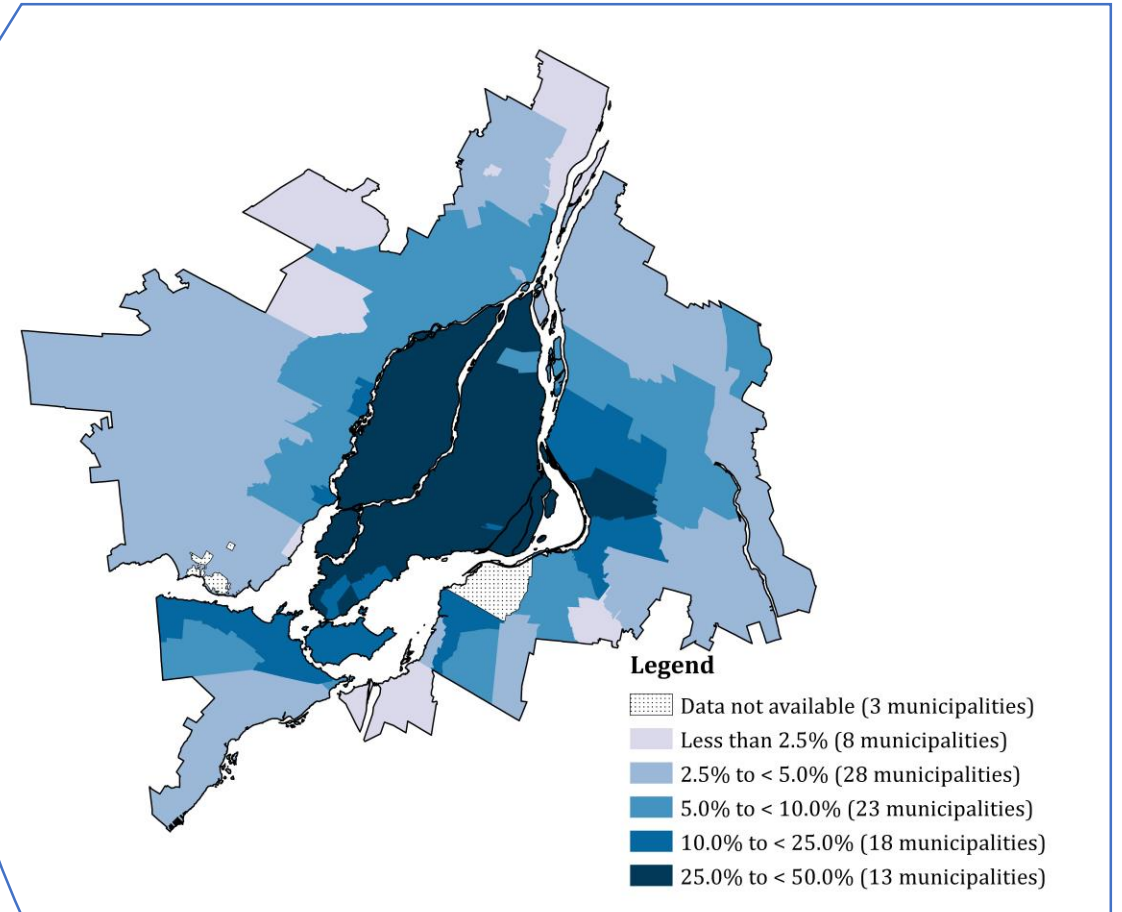 Legend
Data not available (3 municipalities)
Less than 2.5% (8 municipalities)
2.5% to < 5.0% (28 municipalities)
5.0% to < 10.0% (23 municipalities)
10.0% to < 25.0% (18 municipalities)
25.0% to < 50.0% (13 municipalities)